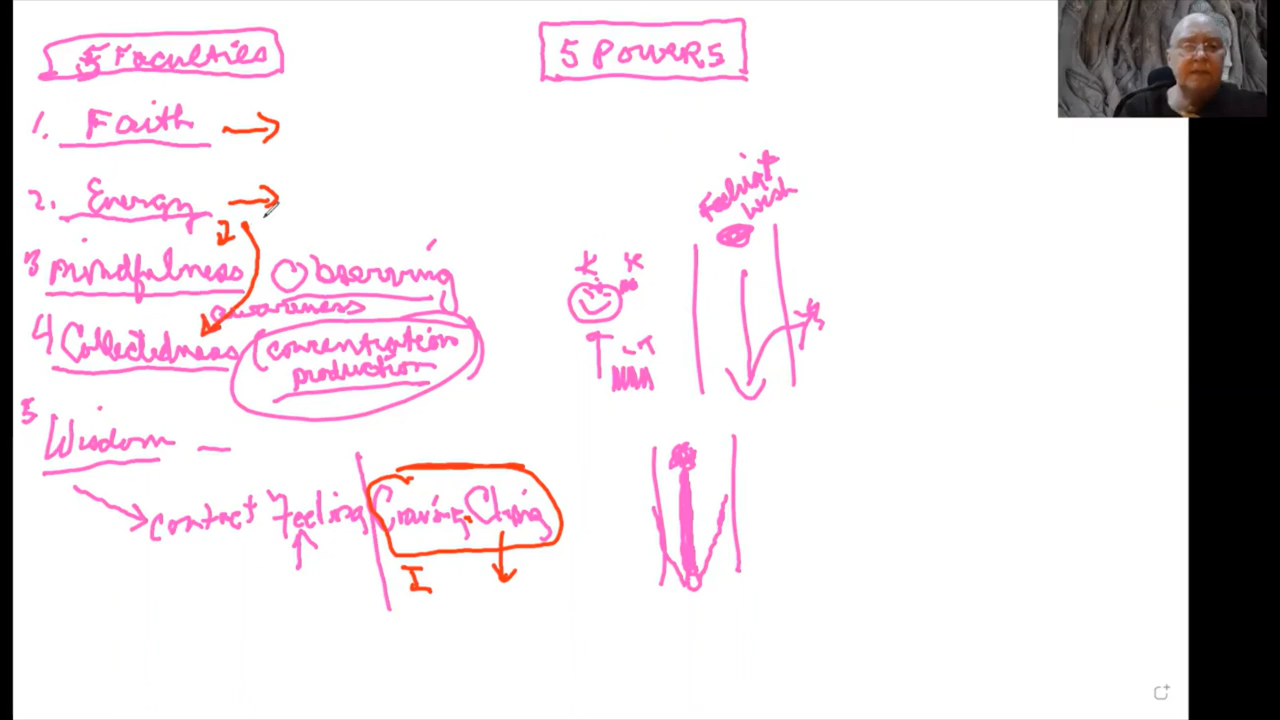 5 Faculties
5 POWERS
1. Faith
2. Energy
3 Mindfulness Observing
awareness
4 Collectedness (concentration
production)
5
Wisdom
contact Feeling Craving Clinging
I
Feeling +
wish